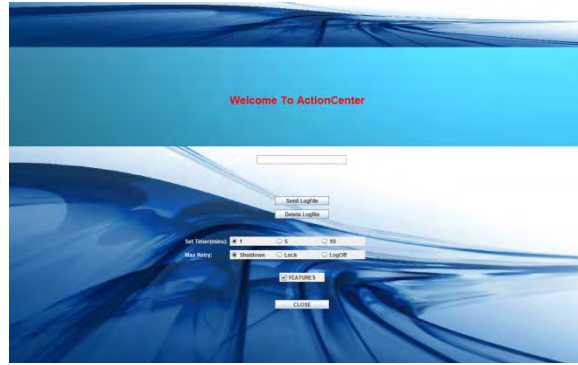 Welcome To ActionCenter
Send Logfile
Delete Logfile
Set Timer(mins): 1 5 10
Max Retry: Shutdown Lock LogOff
FEATURES
CLOSE